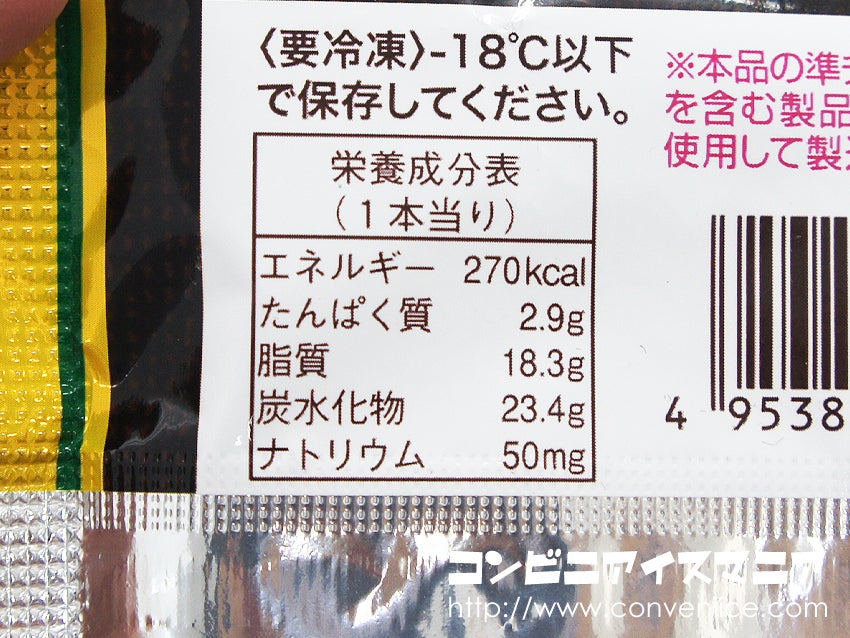 〈要冷凍〉-18℃以下
で保存してください。
※本品の準
を含む製品
使用して製
栄養成分表
(1本当り)
エネルギー 270kcal
たんぱく質 2.9g
脂質 18.3g
炭水化物 23.4g
ナトリウム 50mg
4 9538
コンビニアイスマニア
http://www.conveniice.com